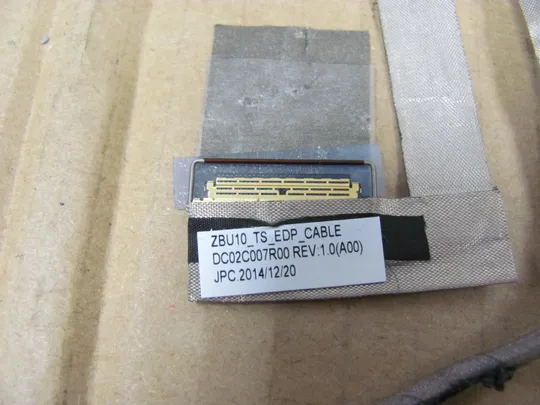 ZBU10_TS_EDP_CABLE
DC02C007R00 REV:1.0(A00)
JPC.2014/12/20